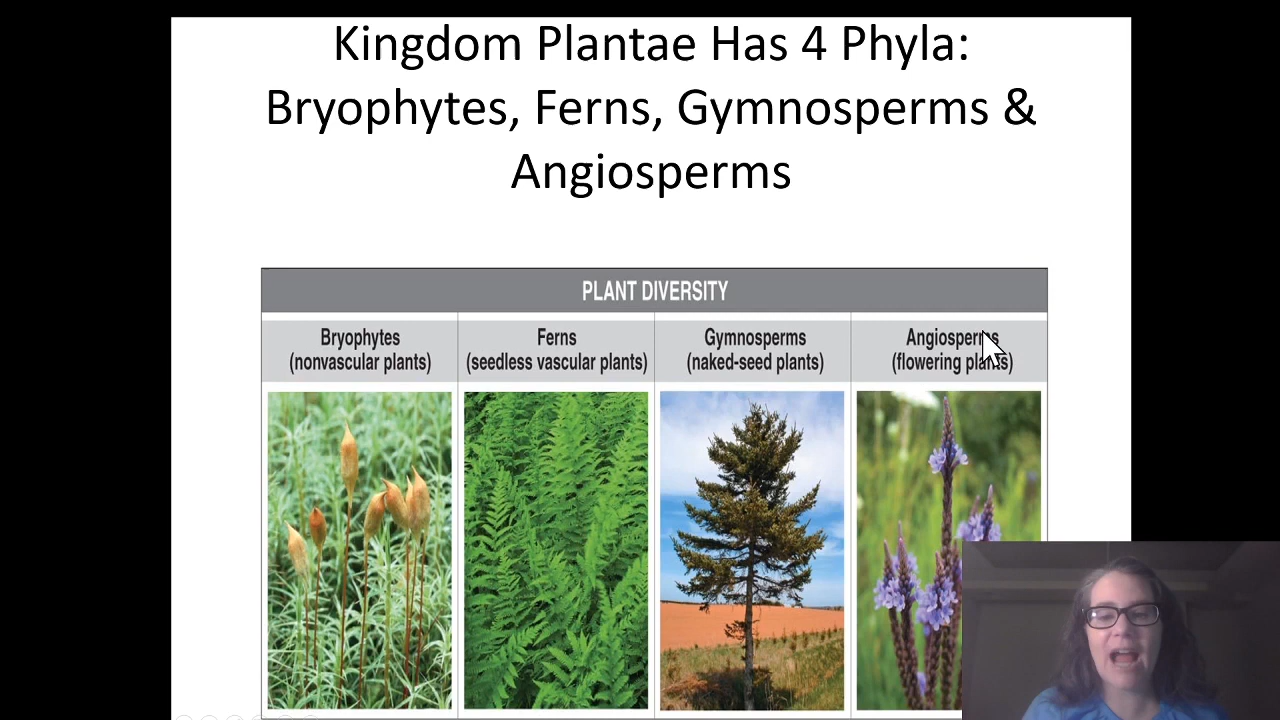 Kingdom Plantae Has 4 Phyla:
Bryophytes, Ferns, Gymnosperms &
Angiosperms
PLANT DIVERSITY
Bryophytes
(nonvascular plants)
Ferns
(seedless vascular plants)
Gymnosperms
(naked-seed plants)
Angiosperms
(flowering plants)